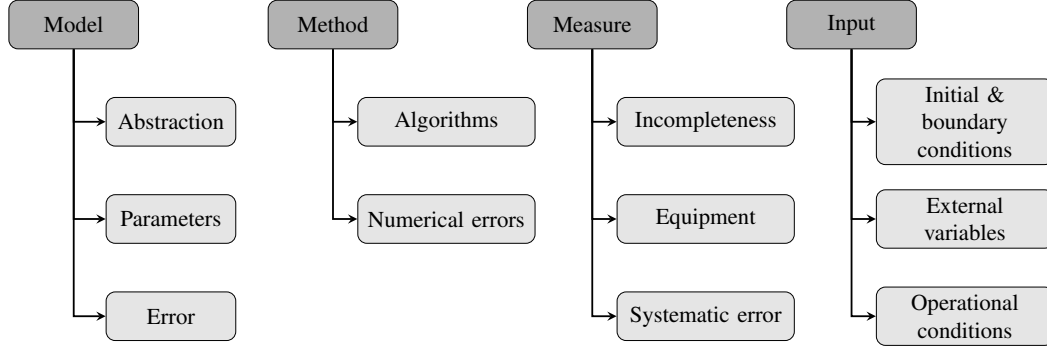 Model
Abstraction
Parameters
Error
Method
Algorithms
Numerical errors
Measure
Incompleteness
Equipment
Systematic error
Input
Initial &
boundary
conditions
External
variables
Operational
conditions